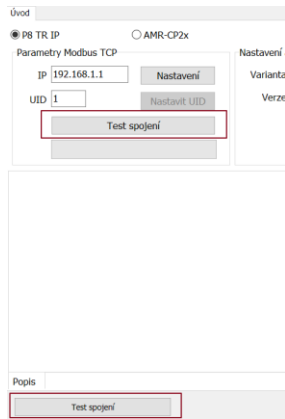 Úvod
P8 TR IP
AMR-CP2x
Parametry Modbus TCP
Nastavení
IP 192.168.1.1 Nastavení
Varianta
UID 1 Nastavit UID
Verze
Test spojení
Popis
Test spojení